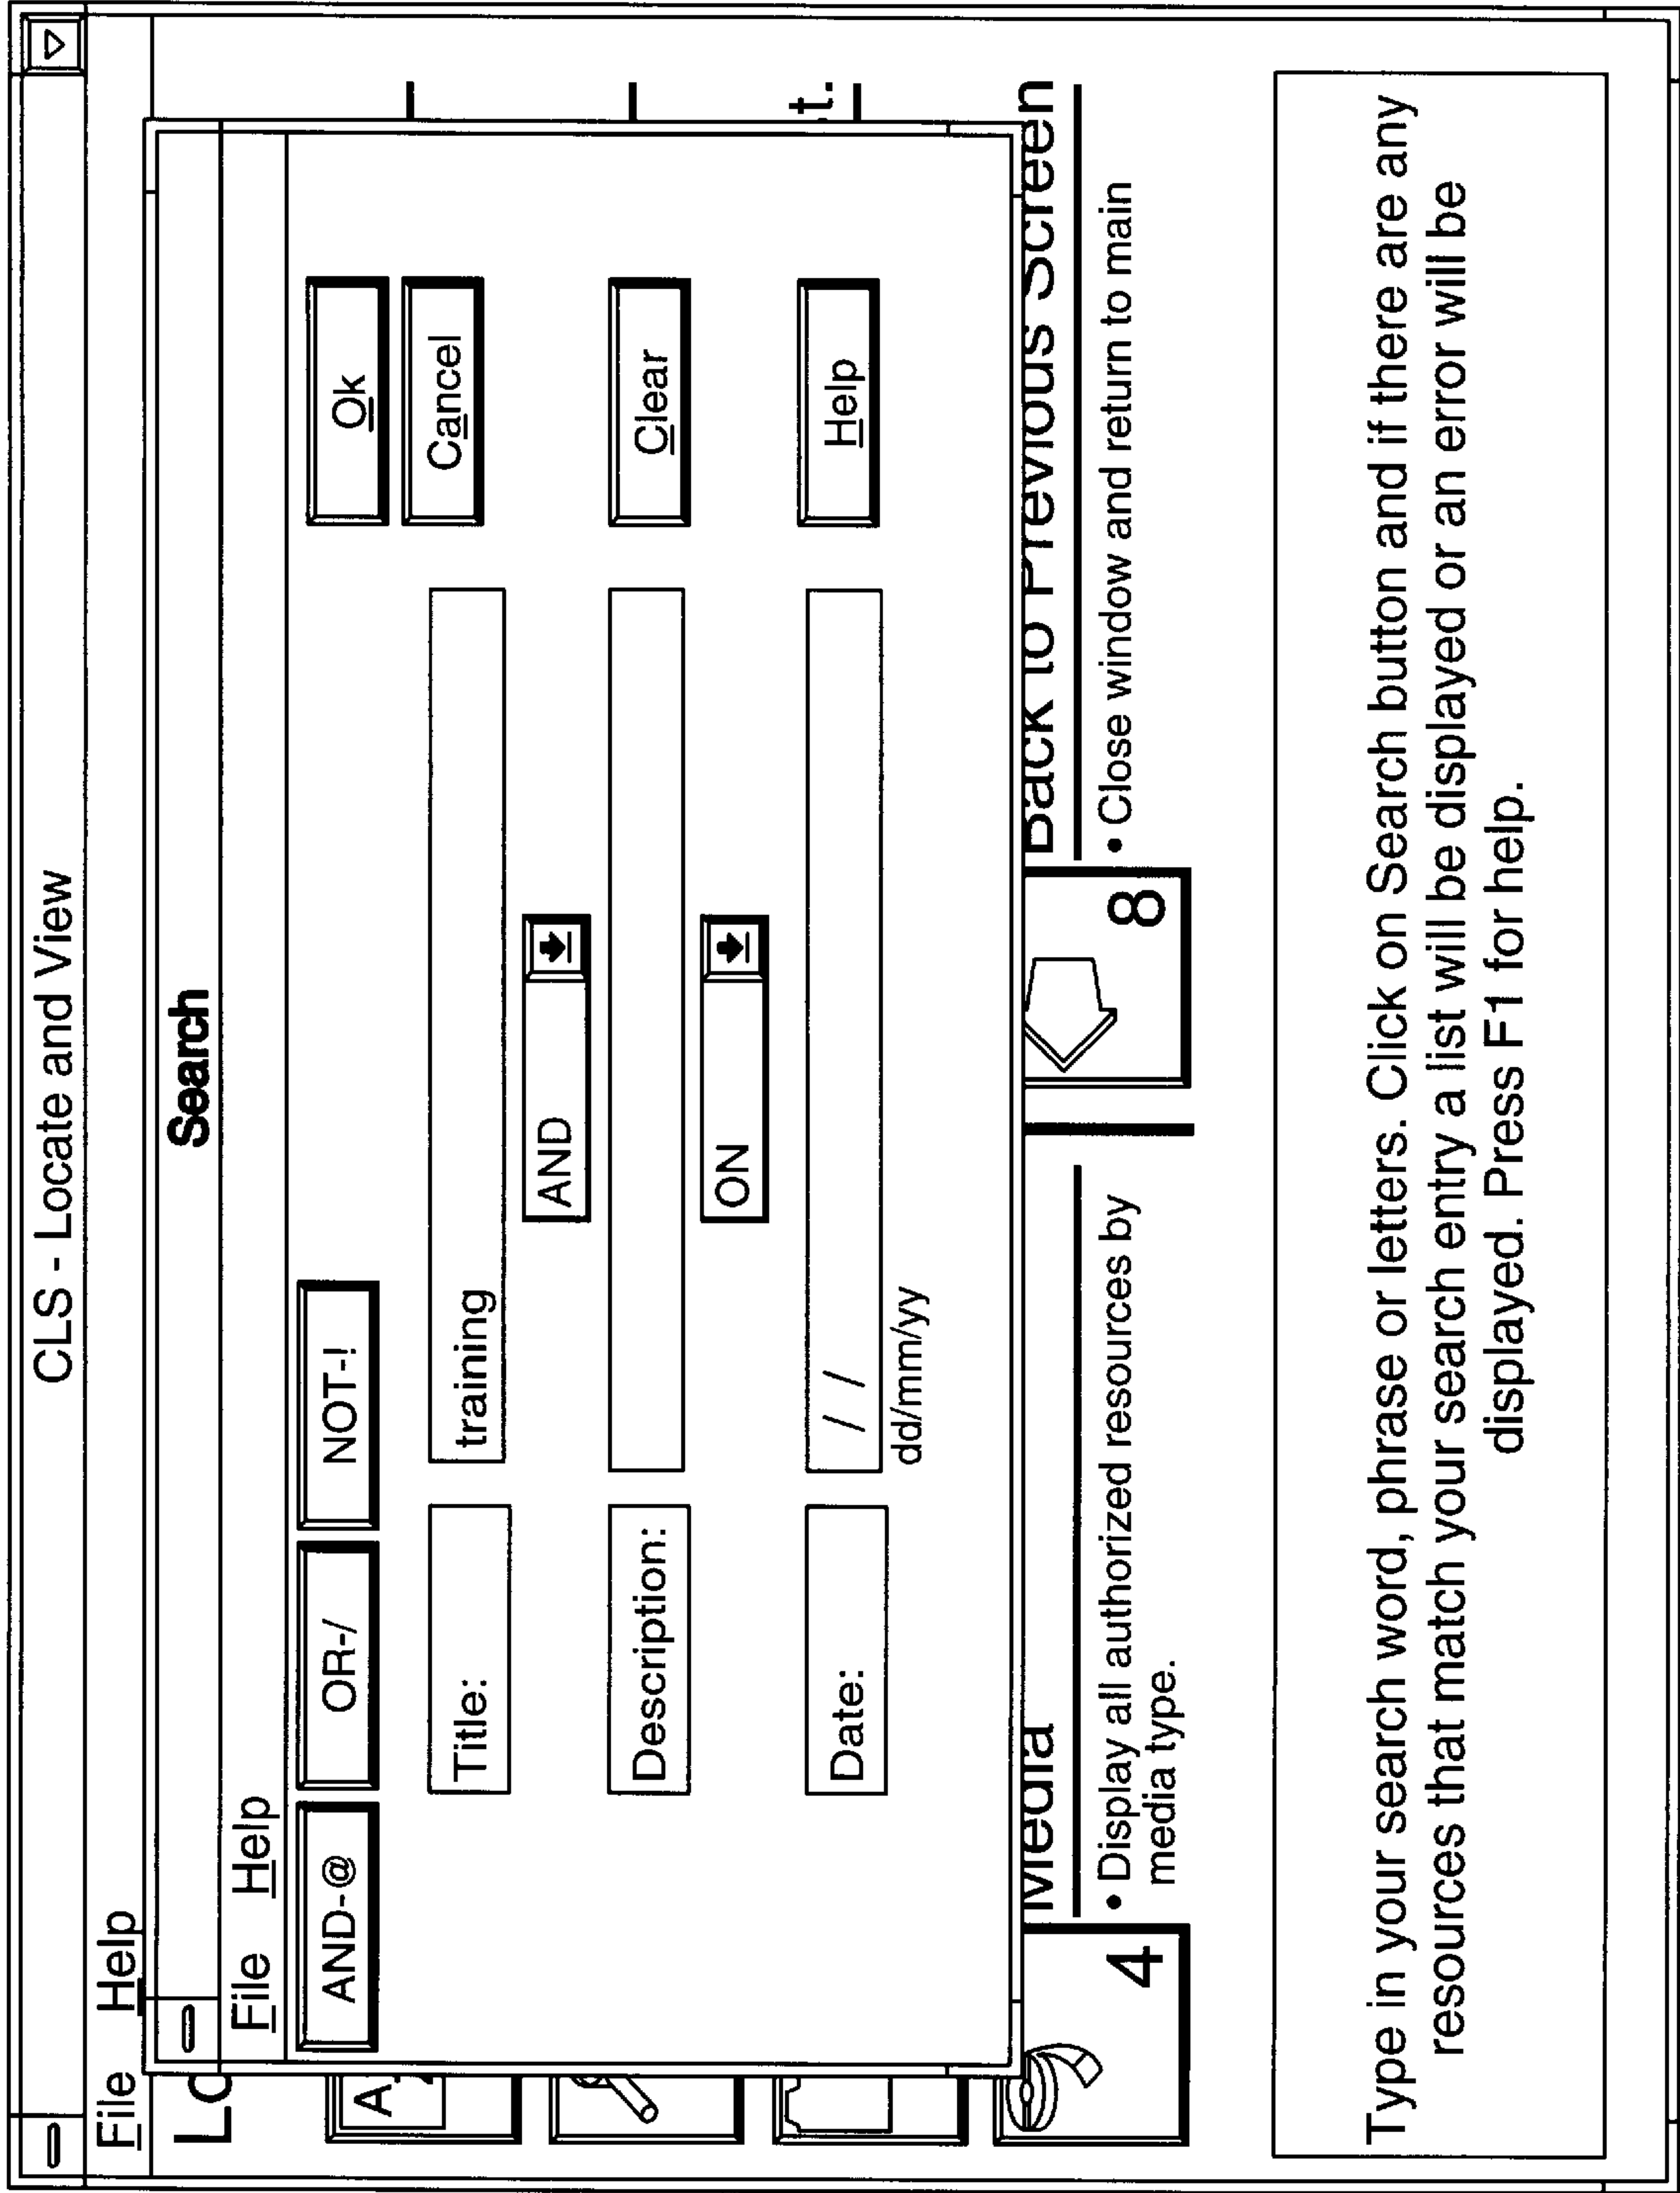 CLS - Locate and View
File Help
Search
File Help
AND-@ OR-/ NOT-! Ok
Cancel
Title: training
AND
Description: Clear
ON
Date: / / Help
dd/mm/yy
t.
Media
4
• Display all authorized resources by
media type.
Back to Previous Screen
8
• Close window and return to main
Type in your search word, phrase or letters. Click on Search button and if there are any
resources that match your search entry a list will be displayed or an error will be
displayed. Press F1 for help.